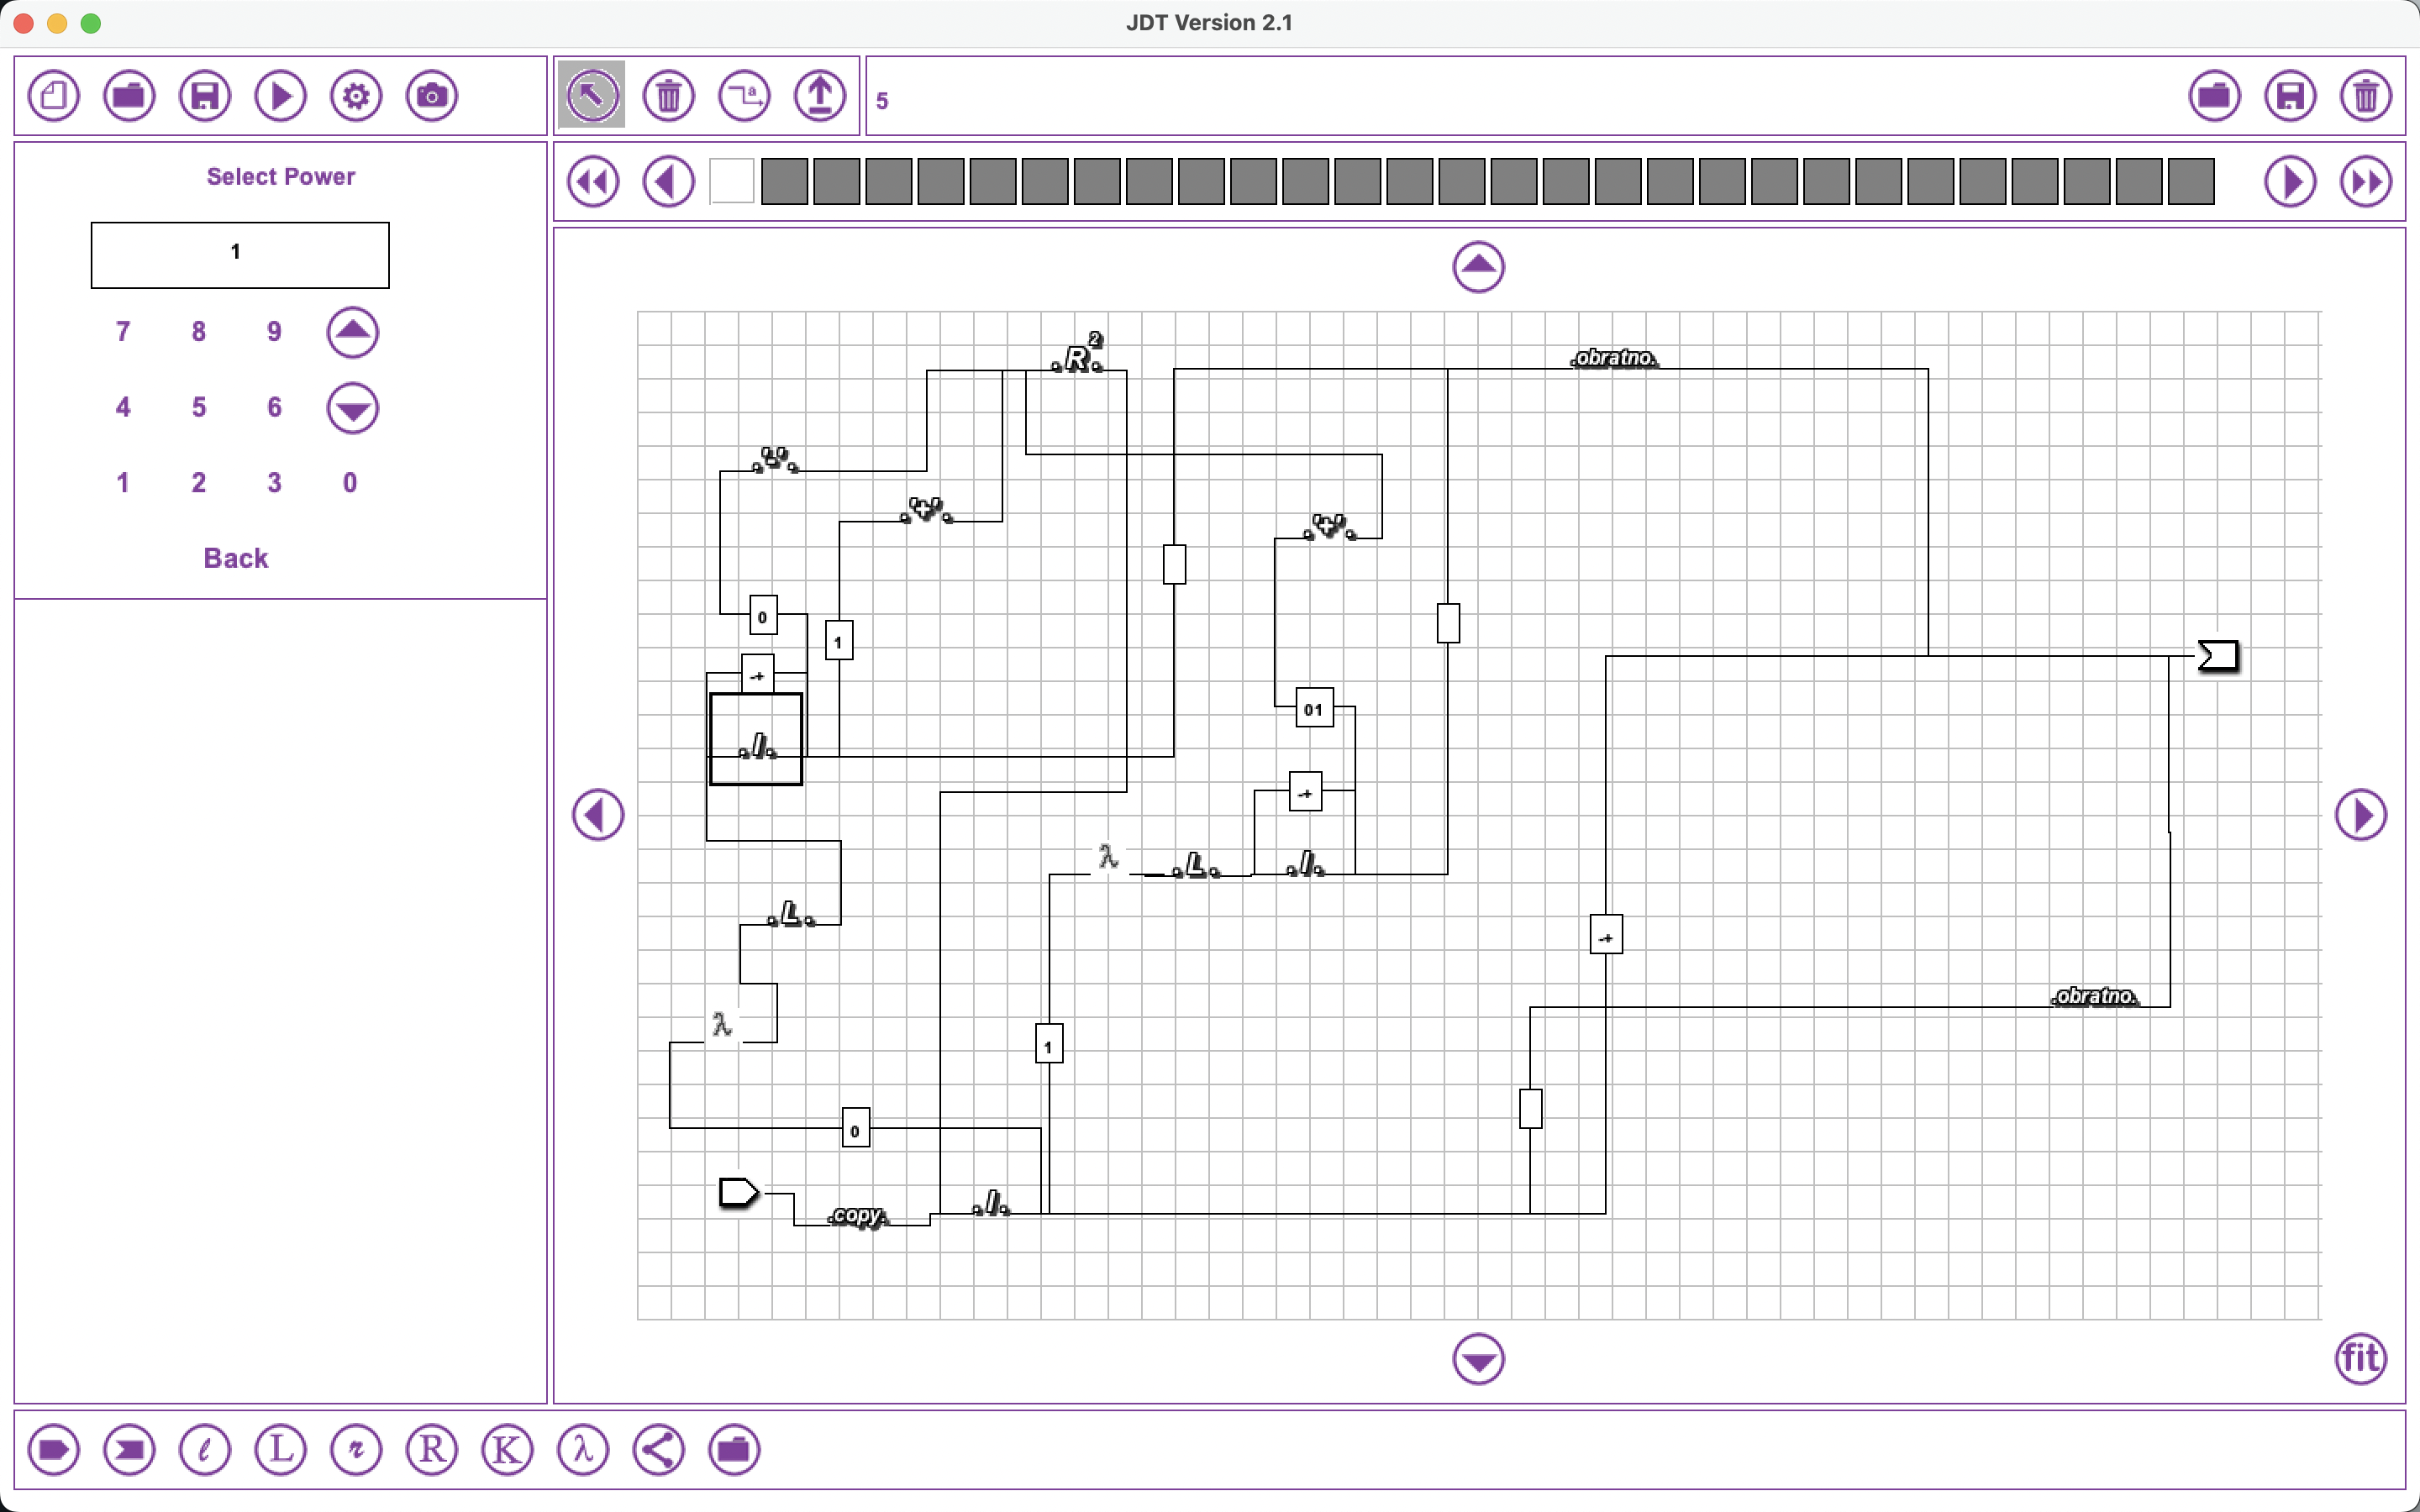 JDT Version 2.1
5
Select Power
1
7 8 9
4 5 6
1 2 3 0
Back
.R.²
.obratno.
.'-'.
.'+'.
.'+'.
0
1
-+
.l.
01
-+
λ
.L.
.l.
.L.
-+
.obratno.
λ
1
0
.copy.
.l.
fit
ℓ L r R K λ
a